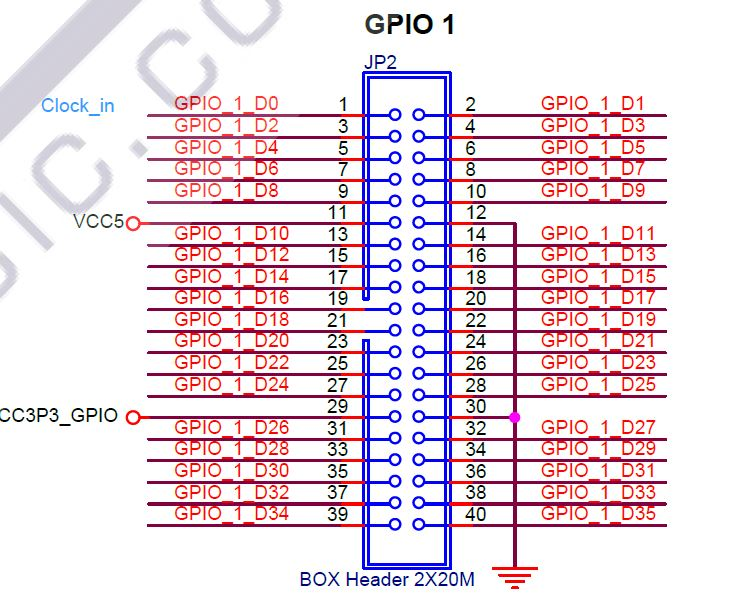 GPIO 1
JP2
Clock_in GPIO_1_D0 1 2 GPIO_1_D1
GPIO_1_D2 3 4 GPIO_1_D3
GPIO_1_D4 5 6 GPIO_1_D5
GPIO_1_D6 7 8 GPIO_1_D7
GPIO_1_D8 9 10 GPIO_1_D9
VCC5 11 12
GPIO_1_D10 13 14 GPIO_1_D11
GPIO_1_D12 15 16 GPIO_1_D13
GPIO_1_D14 17 18 GPIO_1_D15
GPIO_1_D16 19 20 GPIO_1_D17
GPIO_1_D18 21 22 GPIO_1_D19
GPIO_1_D20 23 24 GPIO_1_D21
GPIO_1_D22 25 26 GPIO_1_D23
GPIO_1_D24 27 28 GPIO_1_D25
CC3P3_GPIO 29 30
GPIO_1_D26 31 32 GPIO_1_D27
GPIO_1_D28 33 34 GPIO_1_D29
GPIO_1_D30 35 36 GPIO_1_D31
GPIO_1_D32 37 38 GPIO_1_D33
GPIO_1_D34 39 40 GPIO_1_D35
BOX Header 2X20M
IC.CO